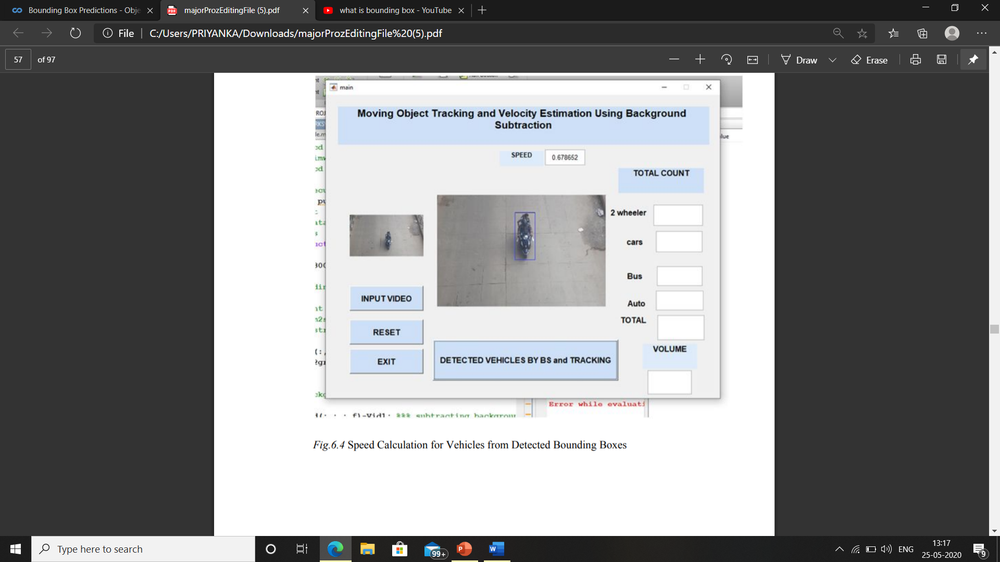 Bounding Box Predictions - Obje
majorProzEditingFile (5).pdf
what is bounding box - YouTube
File
C:/Users/PRIYANKA/Downloads/majorProzEditingFile%20(5).pdf
57 of 97
Draw
Erase
main
Moving Object Tracking and Velocity Estimation Using Background
Subtraction
SPEED 0.678652
TOTAL COUNT
2 wheeler
cars
Bus
Auto
TOTAL
VOLUME
INPUT VIDEO
RESET
EXIT
DETECTED VEHICLES BY BS and TRACKING
Error while evaluati
f)-Vid1; %%% subtracting backgrou
Fig.6.4 Speed Calculation for Vehicles from Detected Bounding Boxes
Type here to search
99+
ENG
13:17
25-05-2020
9